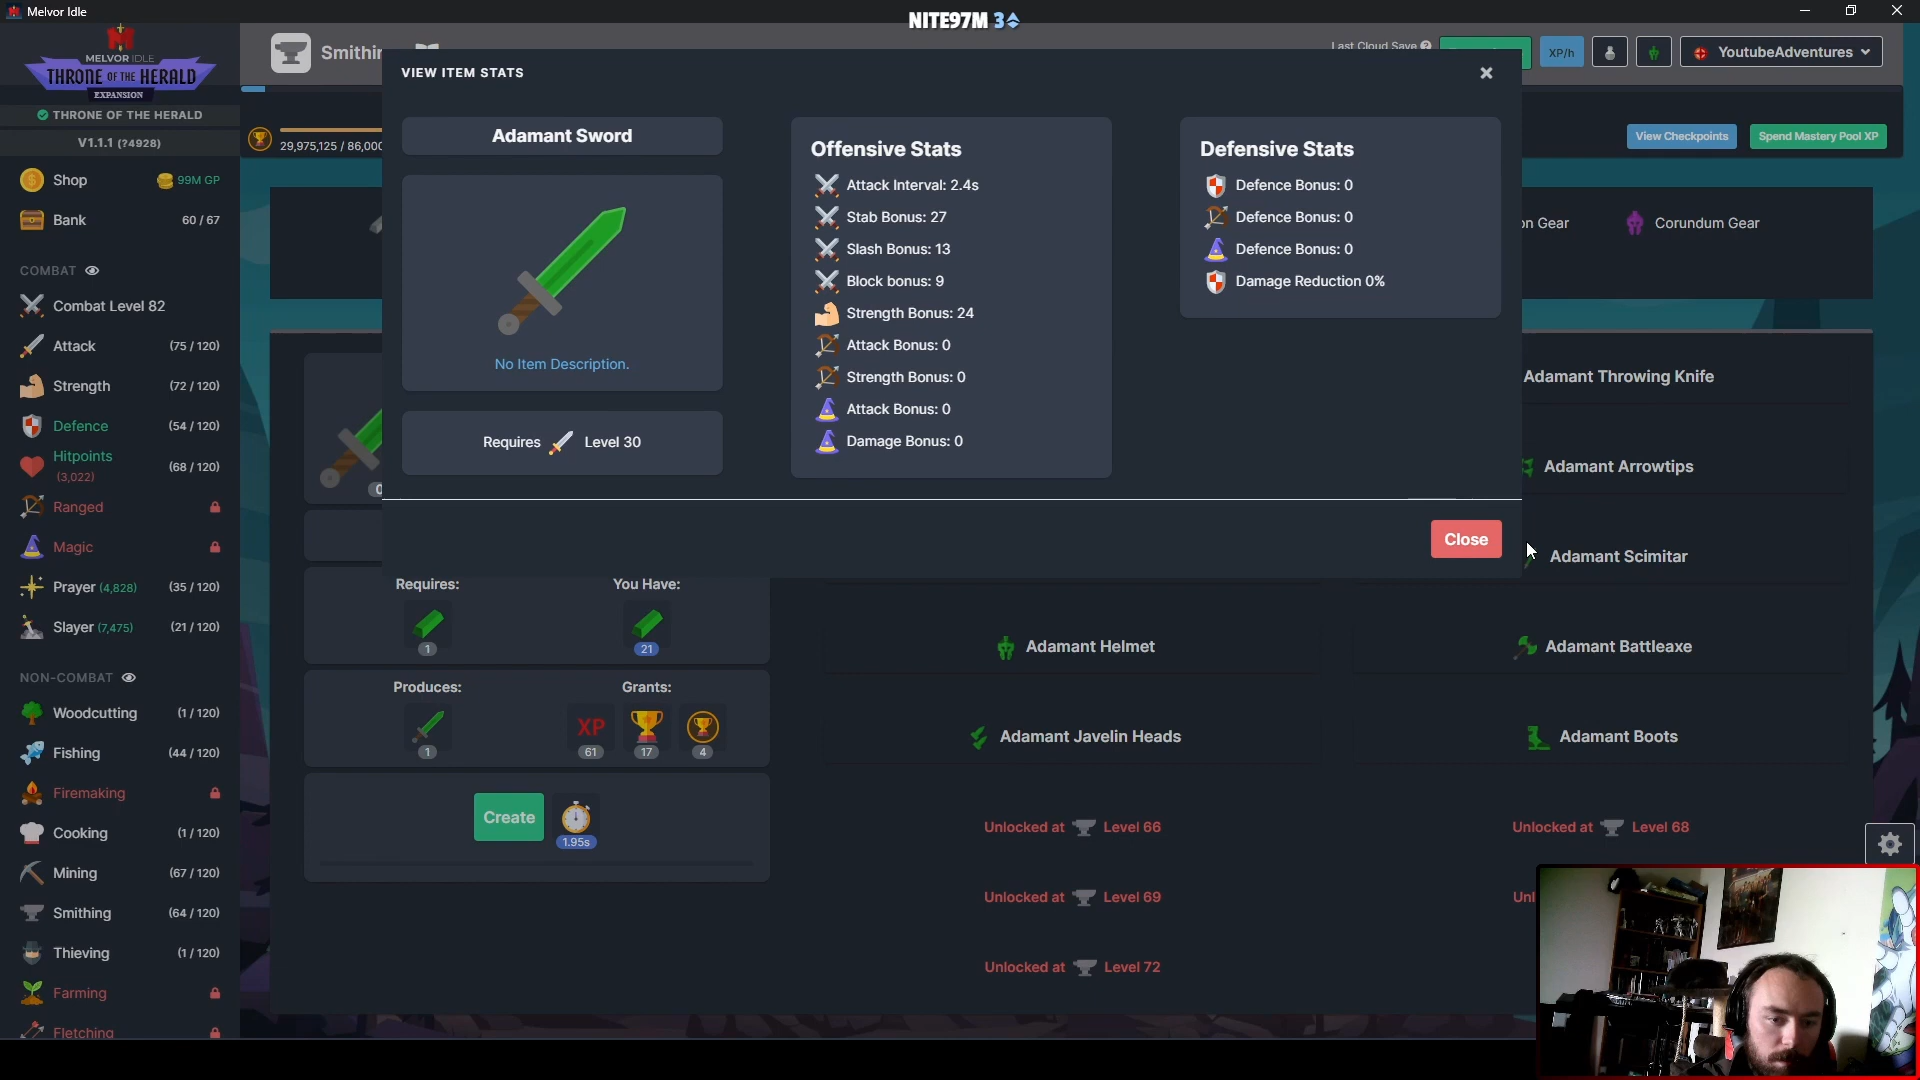 Melvor Idle
NITE97M 3
MELVOR IDLE
THRONE OF THE HERALD
EXPANSION
THRONE OF THE HERALD
V1.1.1 (?4928)
Shop 99M GP
Bank 60 / 67
COMBAT
Combat Level 82
Attack (75 / 120)
Strength (72 / 120)
Defence (54 / 120)
Hitpoints (3,022) (68 / 120)
Ranged
Magic
Prayer (4,828) (35 / 120)
Slayer (7,475) (21 / 120)
NON-COMBAT
Woodcutting (1 / 120)
Fishing (44 / 120)
Firemaking
Cooking (1 / 120)
Mining (67 / 120)
Smithing (64 / 120)
Thieving (1 / 120)
Farming
Fletching
Last Cloud Save
XP/h
YoutubeAdventures
29,975,125 / 86,000
View Checkpoints
Spend Mastery Pool XP
VIEW ITEM STATS
Adamant Sword
No Item Description.
Requires Level 30
Offensive Stats
Attack Interval: 2.4s
Stab Bonus: 27
Slash Bonus: 13
Block bonus: 9
Strength Bonus: 24
Attack Bonus: 0
Strength Bonus: 0
Attack Bonus: 0
Damage Bonus: 0
Defensive Stats
Defence Bonus: 0
Defence Bonus: 0
Defence Bonus: 0
Damage Reduction 0%
Close
Gear
Corundum Gear
Adamant Throwing Knife
Adamant Arrowtips
Adamant Scimitar
Requires: You Have:
1 21
Produces: Grants:
XP
1 61 17 4
Create 1.95s
Adamant Helmet
Adamant Battleaxe
Adamant Javelin Heads
Adamant Boots
Unlocked at Level 66
Unlocked at Level 68
Unlocked at Level 69
Unlocked at Level 72